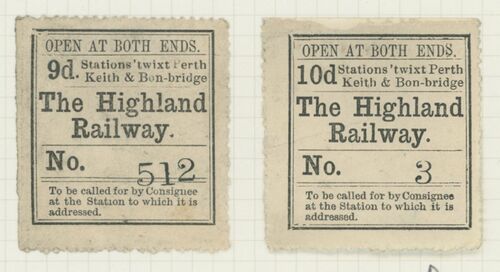 OPEN AT BOTH ENDS.
9d. Stations 'twixt Perth
Keith & Bon-bridge
The Highland
Railway.
No. 512
To be called for by Consignee
at the Station to which it is
addressed.
OPEN AT BOTH ENDS.
10d Stations 'twixt Perth
Keith & Bon-bridge
The Highland
Railway.
No. 3
To be called for by Consignee
at the Station to which it is
addressed.